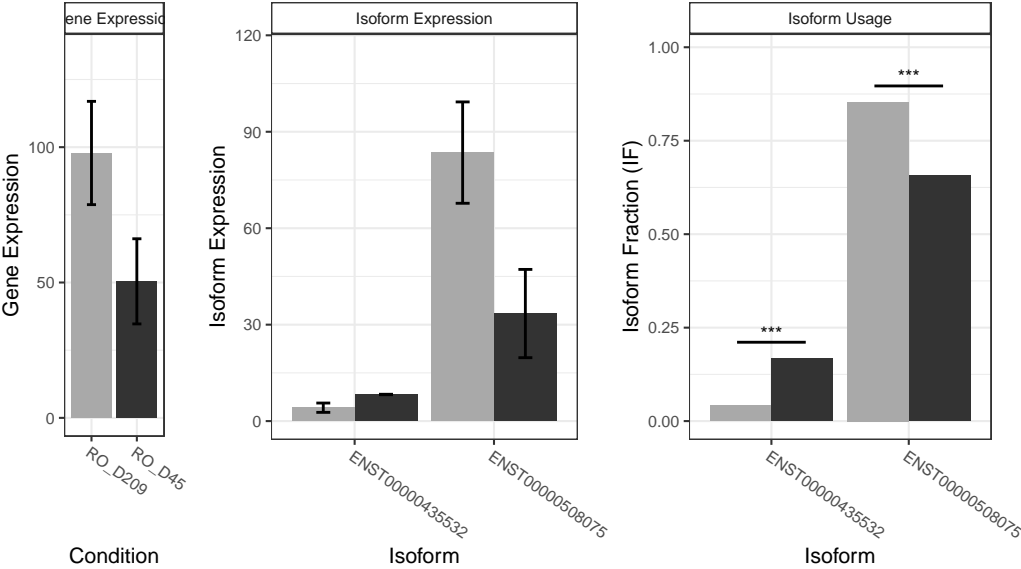 ene Expressic
Gene Expression
100
50
0
RO_D209
RO_D45
Condition
Isoform Expression
Isoform Expression
120
90
60
30
0
ENST00000435532
ENST00000508075
Isoform
Isoform Usage
Isoform Fraction (IF)
1.00
0.75
0.50
0.25
0.00
***
***
ENST00000435532
ENST00000508075
Isoform